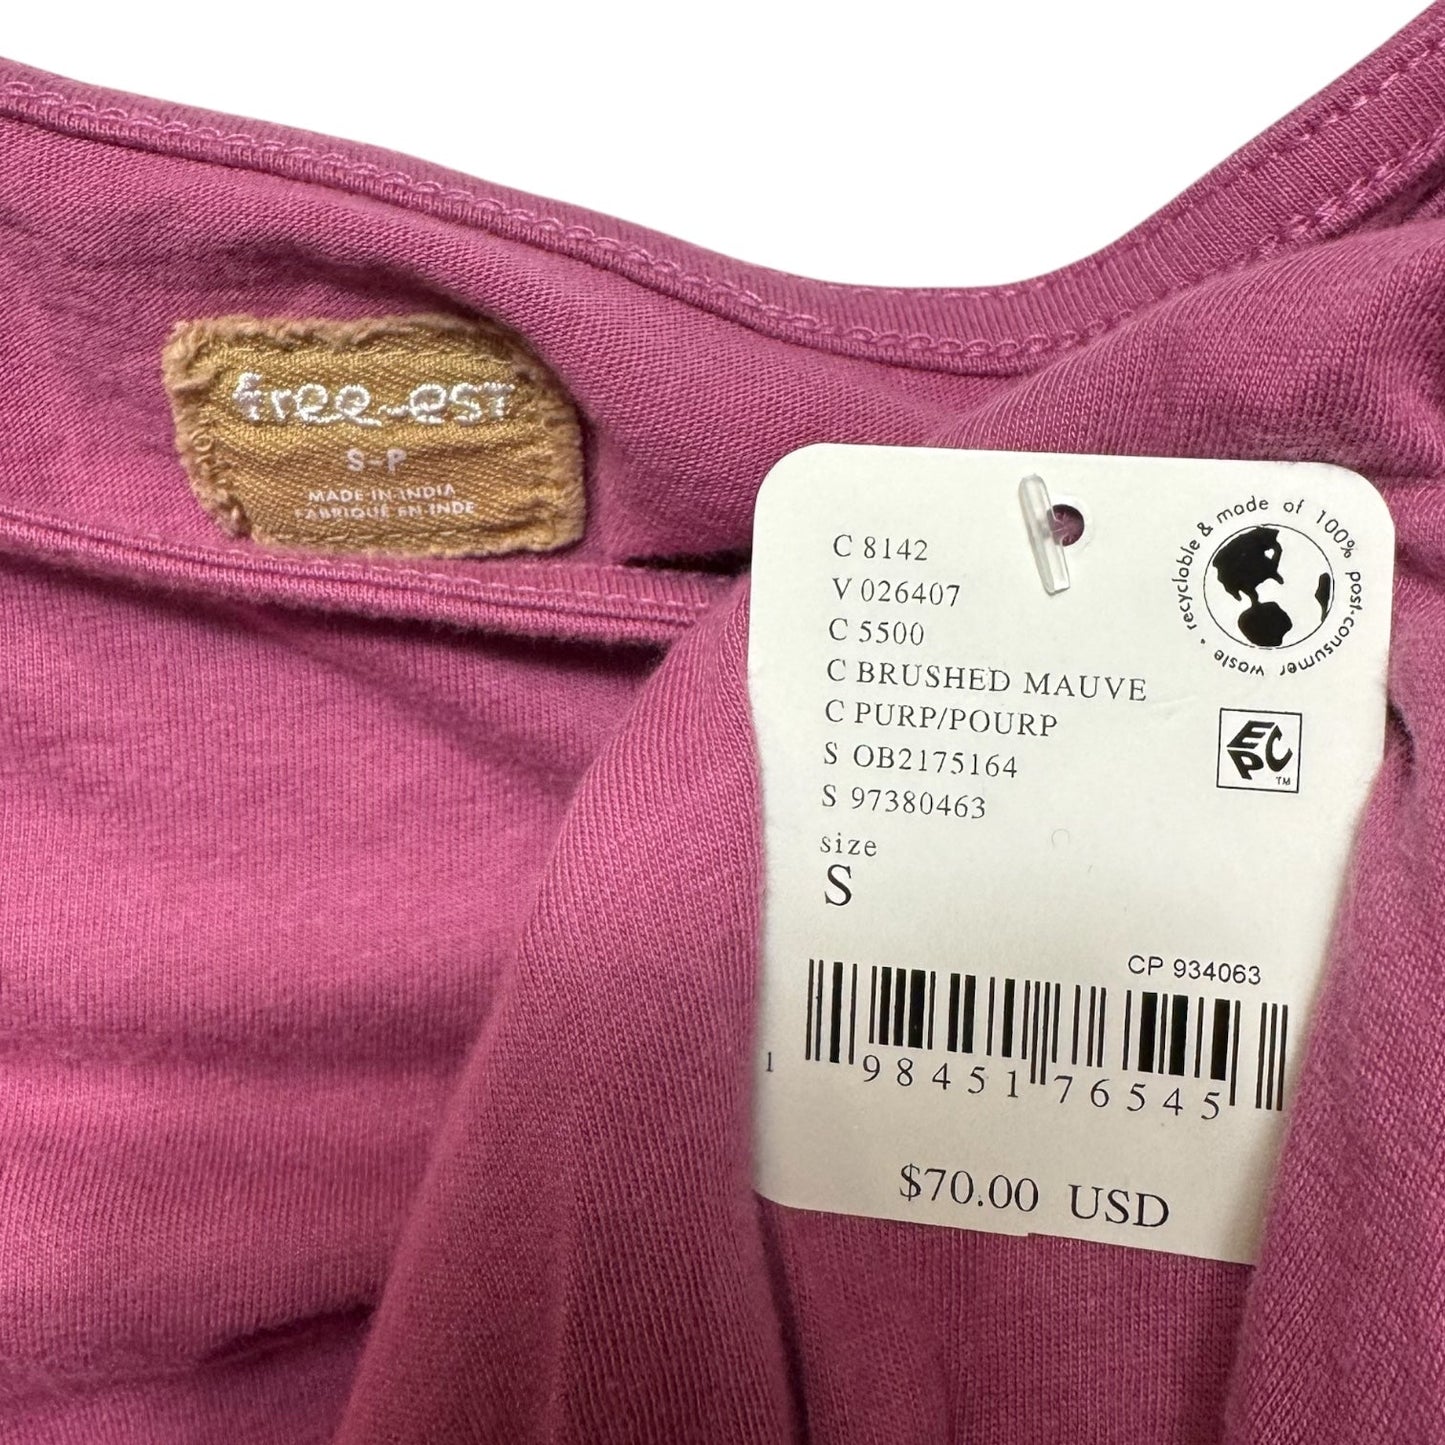 free-est
S-P
MADE IN INDIA
FABRIQUÉ EN INDE
C 8142
V 026407
C 5500
C BRUSHED MAUVE
C PURP/POURP
S OB2175164
S 97380463
size
S
recyclable & made of 100% post-consumer waste •
EPC
TM
CP 934063
1 98451 76545
$70.00 USD